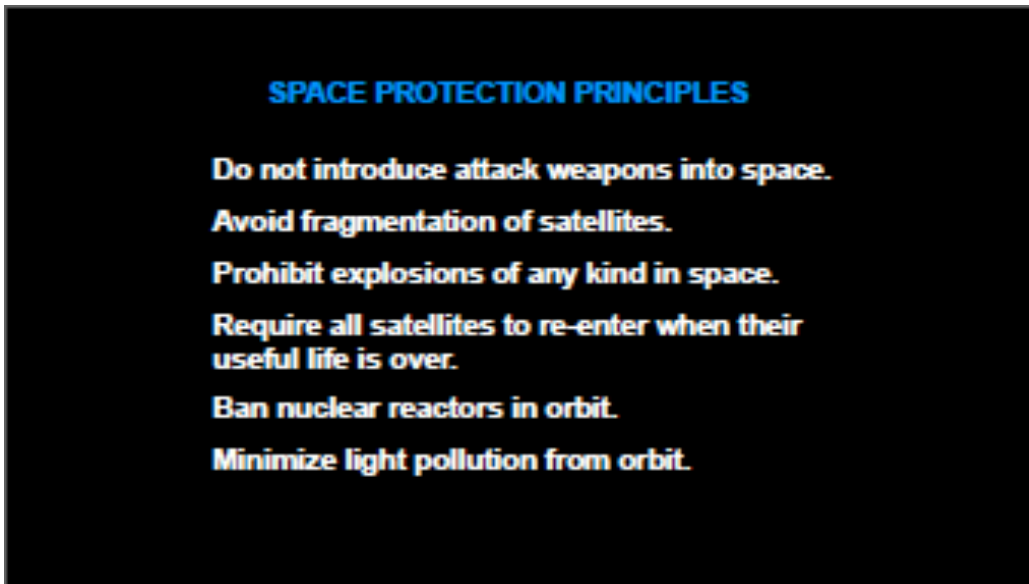 SPACE PROTECTION PRINCIPLES
Do not introduce attack weapons into space.
Avoid fragmentation of satellites.
Prohibit explosions of any kind in space.
Require all satellites to re-enter when their
useful life is over.
Ban nuclear reactors in orbit.
Minimize light pollution from orbit.